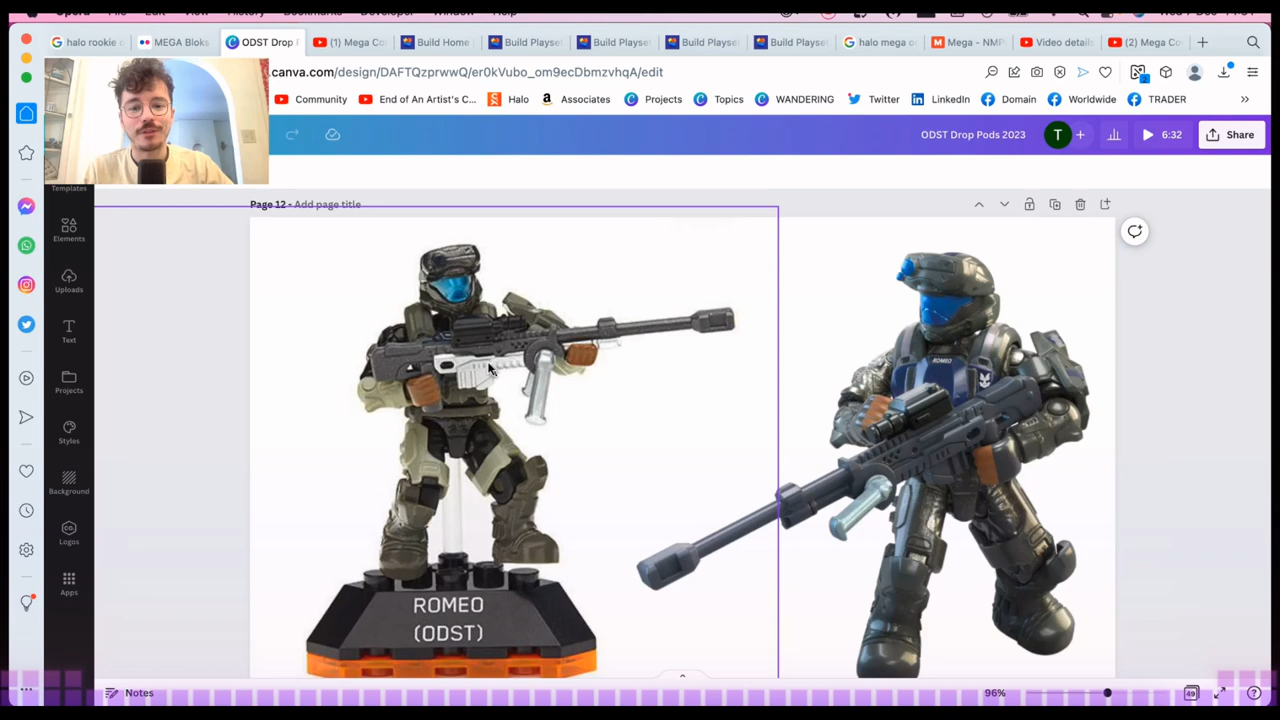 halo rookie
MEGA Bloks
ODST Drop
(1) Mega Co
Build Home
Build Playse
Build Playse
Build Playse
Build Playse
halo mega o
Mega - NMP
Video details
(2) Mega Co
.canva.com/design/DAFTQzprwwQ/er0kVubo_om9ecDbmzvhqA/edit
Community
End of An Artist's C...
Halo
Associates
Projects
Topics
WANDERING
Twitter
LinkedIn
Domain
Worldwide
TRADER
ODST Drop Pods 2023
T
6:32
Share
Templates
Elements
Uploads
Text
Projects
Styles
Background
Logos
Apps
Page 12 - Add page title
ROMEO
ROMEO
(ODST)
Notes
96%
49